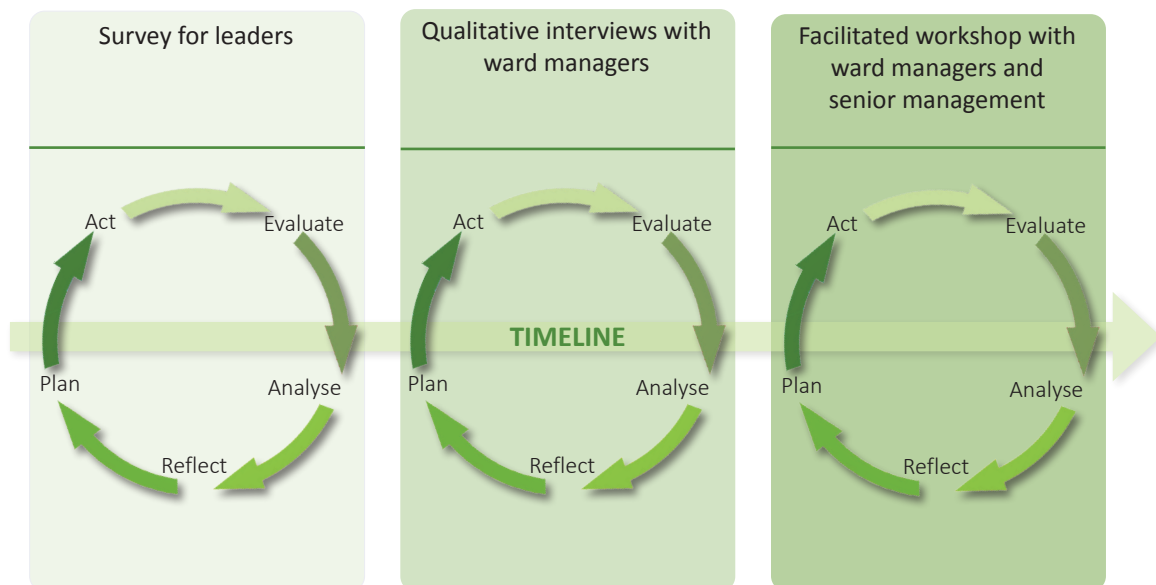 Survey for leaders
Qualitative interviews with
ward managers
Facilitated workshop with
ward managers and
senior management
Act
Evaluate
Analyse
Reflect
Plan
Act
Evaluate
Analyse
Reflect
Plan
Act
Evaluate
Analyse
Reflect
Plan
TIMELINE